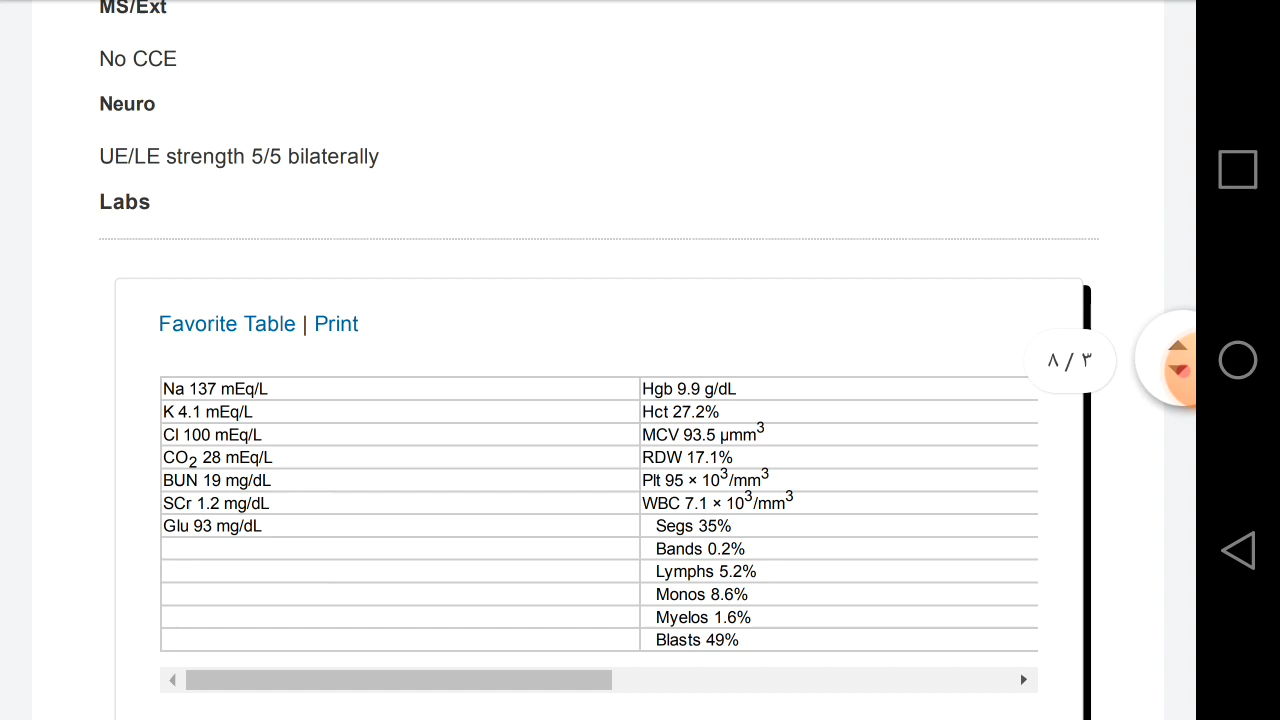 MS/Ext
No CCE
Neuro
UE/LE strength 5/5 bilaterally
Labs
Favorite Table | Print
٨ / ٣
Na 137 mEq/L Hgb 9.9 g/dL
K 4.1 mEq/L Hct 27.2%
Cl 100 mEq/L MCV 93.5 μmm³
CO₂ 28 mEq/L RDW 17.1%
BUN 19 mg/dL Plt 95 × 10³/mm³
SCr 1.2 mg/dL WBC 7.1 × 10³/mm³
Glu 93 mg/dL Segs 35%
Bands 0.2%
Lymphs 5.2%
Monos 8.6%
Myelos 1.6%
Blasts 49%